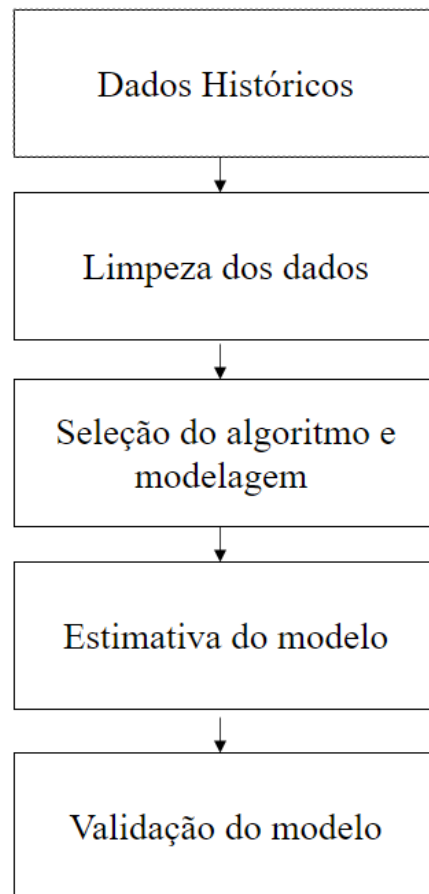 Dados Históricos
Limpeza dos dados
Seleção do algoritmo e
modelagem
Estimativa do modelo
Validação do modelo